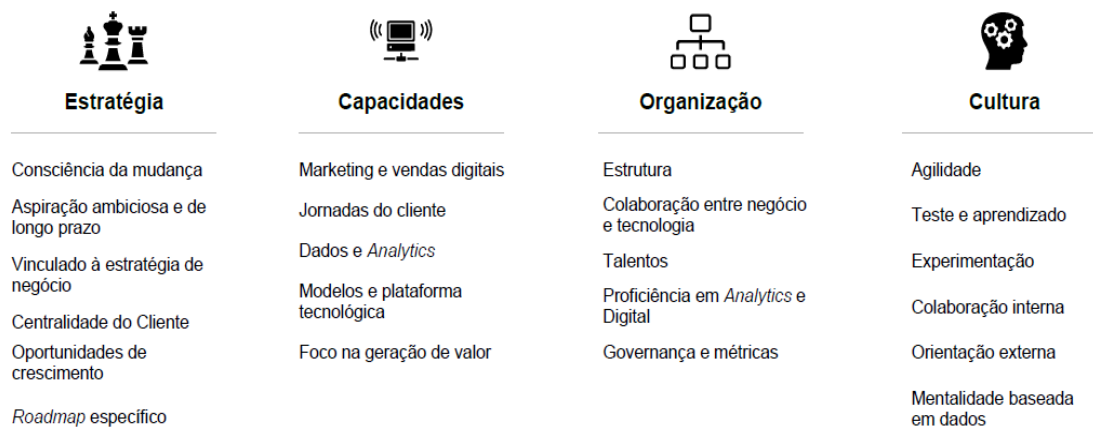 Estratégia
Consciência da mudança
Aspiração ambiciosa e de
longo prazo
Vinculado à estratégia de
negócio
Centralidade do Cliente
Oportunidades de
crescimento
Roadmap específico
Capacidades
Marketing e vendas digitais
Jornadas do cliente
Dados e Analytics
Modelos e plataforma
tecnológica
Foco na geração de valor
Organização
Estrutura
Colaboração entre negócio
e tecnologia
Talentos
Proficiência em Analytics e
Digital
Governança e métricas
Cultura
Agilidade
Teste e aprendizado
Experimentação
Colaboração interna
Orientação externa
Mentalidade baseada
em dados